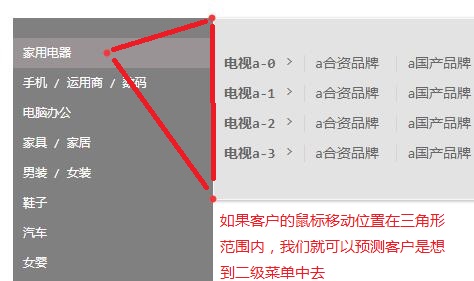 家用电器
手机 / 运用商 / 数码
电脑办公
家具 / 家居
男装 / 女装
鞋子
汽车
女婴
电视a-0 > a合资品牌 a国产品牌
电视a-1 > a合资品牌 a国产品牌
电视a-2 > a合资品牌 a国产品牌
电视a-3 > a合资品牌 a国产品牌
如果客户的鼠标移动位置在三角形
范围内，我们就可以预测客户是想
到二级菜单中去